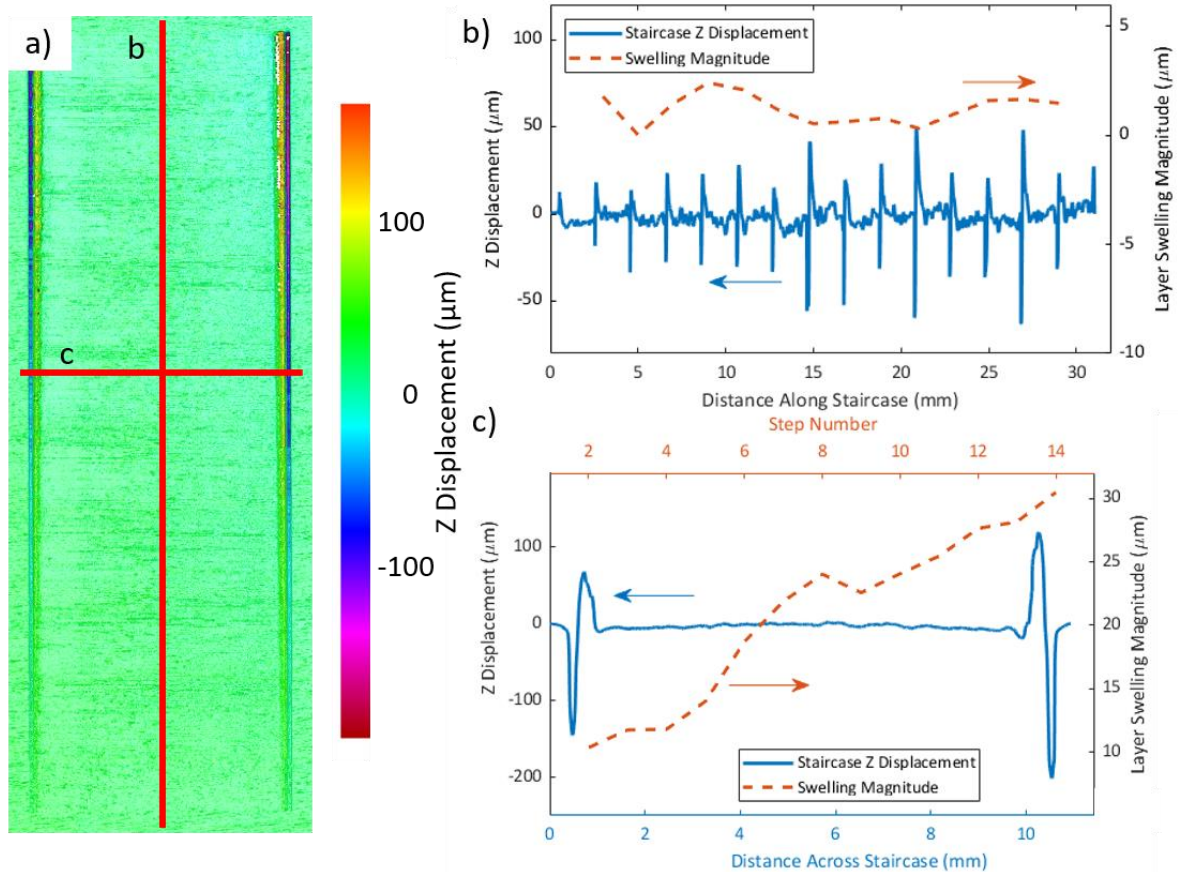 a)
b
c
100
0
-100
Z Displacement (μm)
b)
Staircase Z Displacement
Swelling Magnitude
100
50
0
-50
Z Displacement (μm)
5
0
-5
-10
Layer Swelling Magnitude (μm)
0
5
10
15
20
25
30
Distance Along Staircase (mm)
c)
Step Number
2
4
6
8
10
12
14
100
0
-100
-200
Z Displacement (μm)
30
25
20
15
10
Layer Swelling Magnitude (μm)
Staircase Z Displacement
Swelling Magnitude
0
2
4
6
8
10
Distance Across Staircase (mm)